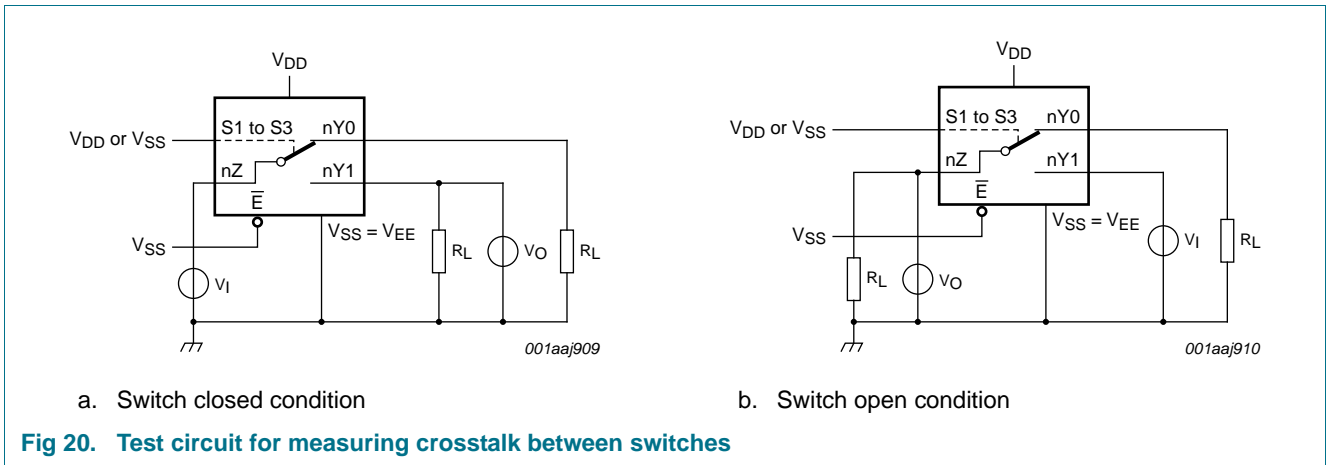 VDD
VDD or VSS
S1 to S3
nY0
nZ
nY1
E
VSS
VSS = VEE
VI
RL
VO
RL
001aaj909
a. Switch closed condition
VDD
VDD or VSS
S1 to S3
nY0
nZ
nY1
E
VSS
VSS = VEE
RL
VO
VI
RL
001aaj910
b. Switch open condition
Fig 20. Test circuit for measuring crosstalk between switches